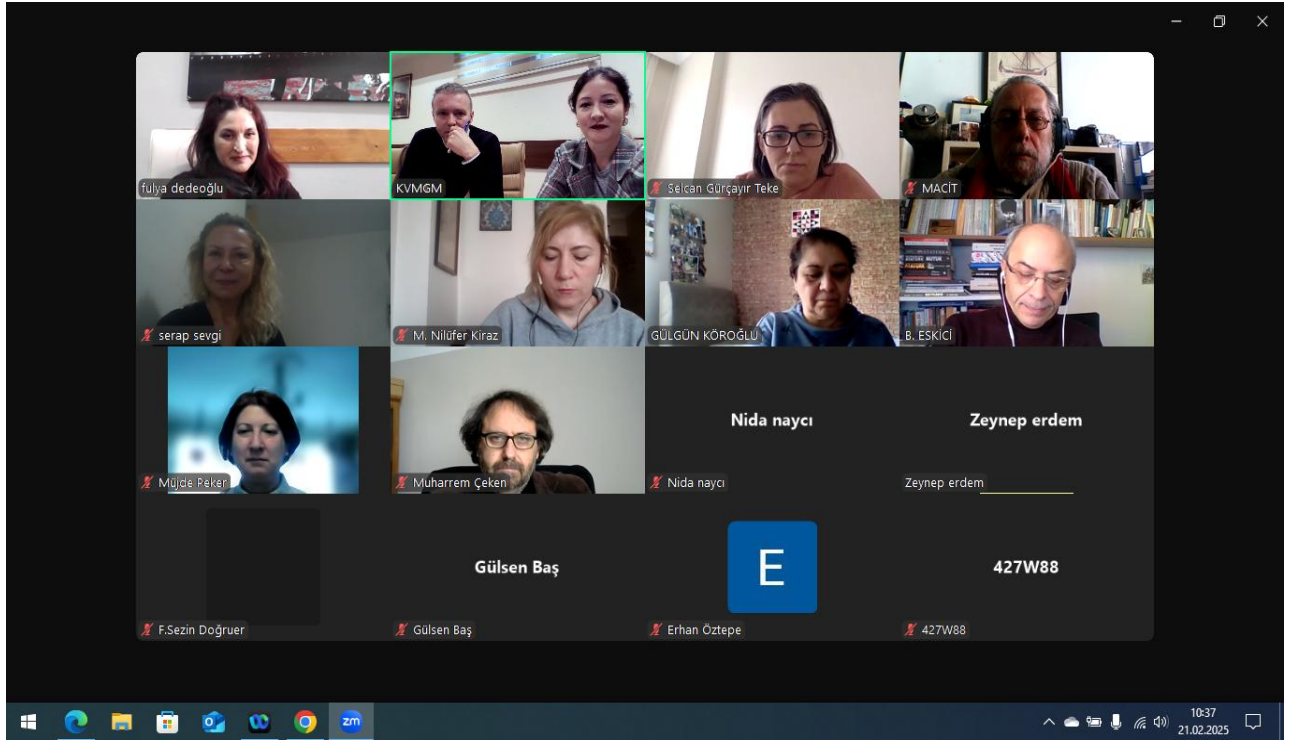 fulya dedeoğlu
KVMGM
Selcan Gürçayır Teke
MACİT
serap sevgi
M. Nilüfer Kiraz
GÜLGÜN KÖROĞLU
B. ESKİCİ
Müjde Peker
Muharrem Çeken
Nida naycı
Nida naycı
Zeynep erdem
Zeynep erdem
F.Sezin Doğruer
Gülsen Baş
Gülsen Baş
E
Erhan Öztepe
427W88
427W88
zm
10:37
21.02.2025